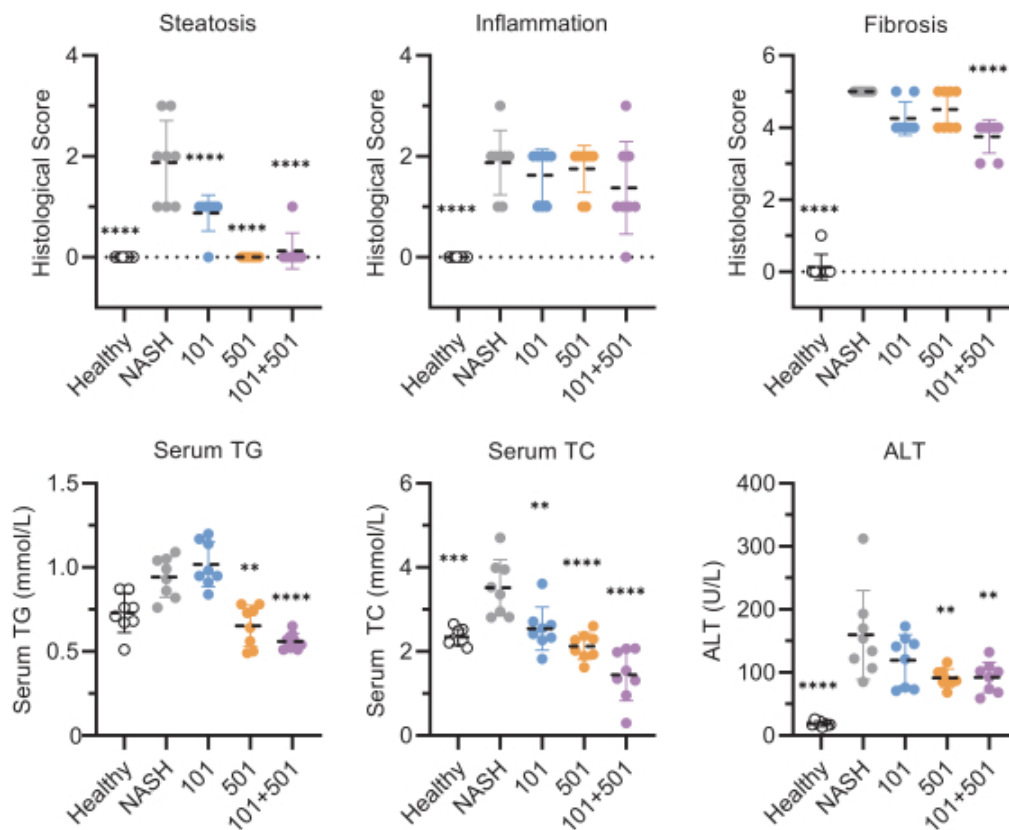 Steatosis
Histological Score
4
2
0
****
****
****
****
Healthy
NASH
101
501
101+501
Inflammation
Histological Score
4
2
0
****
Healthy
NASH
101
501
101+501
Fibrosis
Histological Score
6
4
2
0
****
****
Healthy
NASH
101
501
101+501
Serum TG
Serum TG (mmol/L)
1.5
1.0
0.5
0
**
****
Healthy
NASH
101
501
101+501
Serum TC
Serum TC (mmol/L)
6
4
2
0
***
**
****
****
Healthy
NASH
101
501
101+501
ALT
ALT (U/L)
400
300
200
100
0
****
**
**
Healthy
NASH
101
501
101+501